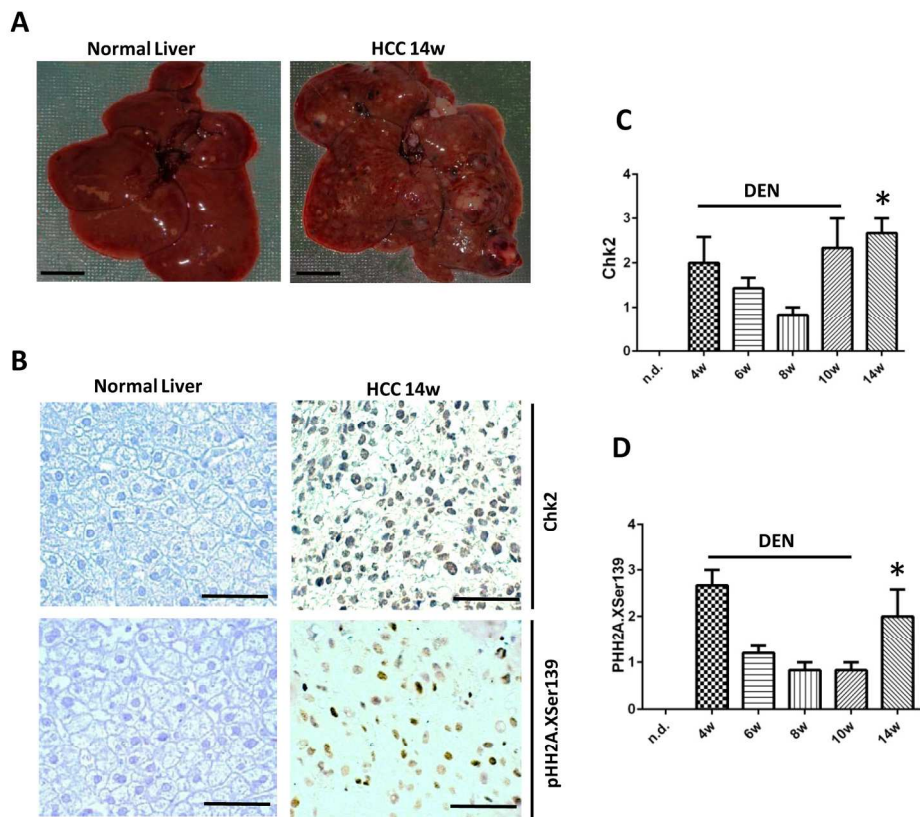 A
Normal Liver
HCC 14w
B
Normal Liver
HCC 14w
Chk2
pHH2A.XSer139
C
DEN
*
Chk2
4
3
2
1
0
n.d.
4w
6w
8w
10w
14w
D
DEN
*
PHH2A.XSer139
4
3
2
1
0
n.d.
4w
6w
8w
10w
14w